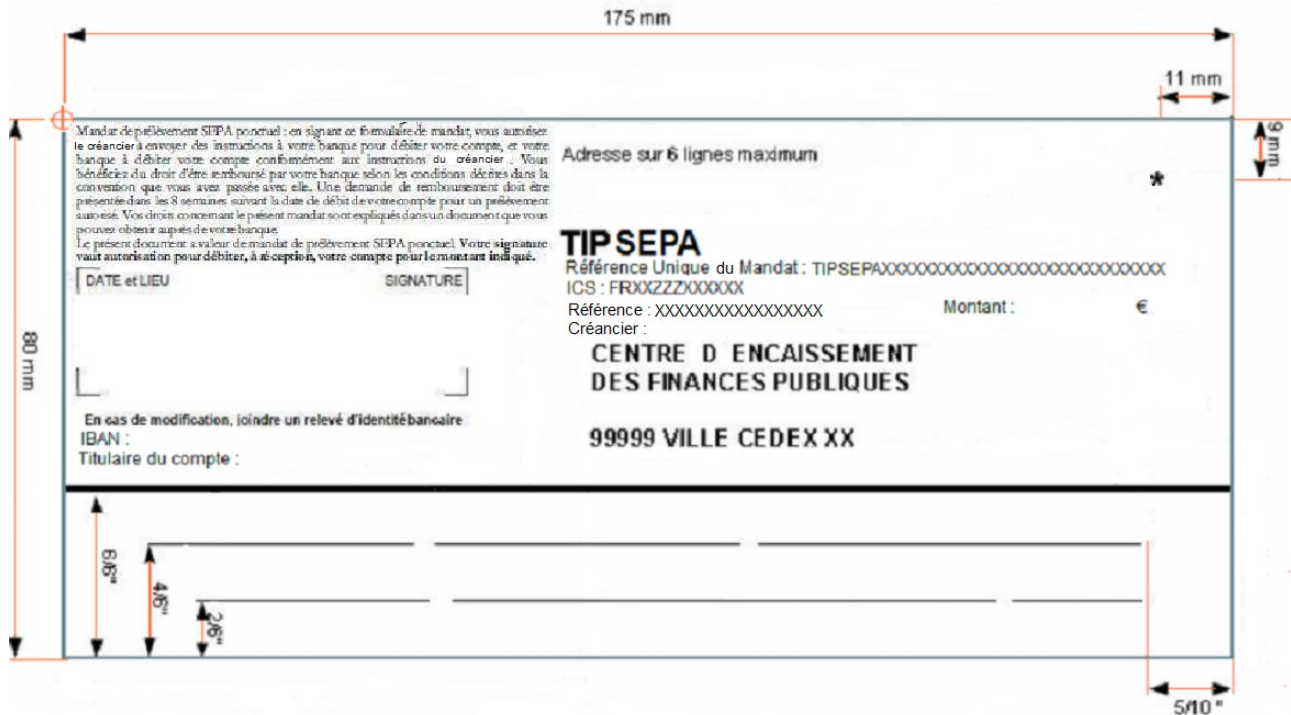 175 mm
11 mm
9 mm
Mandat de prélèvement SEPA ponctuel : en signant ce formulaire de mandat, vous autorisez
le créancier à envoyer des instructions à votre banque pour débiter votre compte, et votre
banque à débiter votre compte conformément aux instructions du créancier. Vous
bénéficiez du droit d'être remboursé par votre banque selon les conditions décrites dans la
convention que vous avez passée avec elle. Une demande de remboursement doit être
présentée dans les 8 semaines suivant la date de débit de votre compte pour un prélèvement
autorisé. Vos droits concernant le présent mandat sont expliqués dans un document que vous
pouvez obtenir auprès de votre banque.
Le présent document a valeur de mandat de prélèvement SEPA ponctuel. Votre signature
vaut autorisation pour débiter, à réception, votre compte pour le montant indiqué.
DATE et LIEU SIGNATURE
En cas de modification, joindre un relevé d'identité bancaire
IBAN :
Titulaire du compte :
Adresse sur 6 lignes maximum
*
TIP SEPA
Référence Unique du Mandat : TIPSEPAXXXXXXXXXXXXXXXXXXXXXXXXXXXX
ICS : FRXXZZZXXXXXX
Référence : XXXXXXXXXXXXXXXXX Montant : €
Créancier :
CENTRE D ENCAISSEMENT
DES FINANCES PUBLIQUES
99999 VILLE CEDEX XX
80 mm
6/6"
4/6"
2/6"
5/10 "